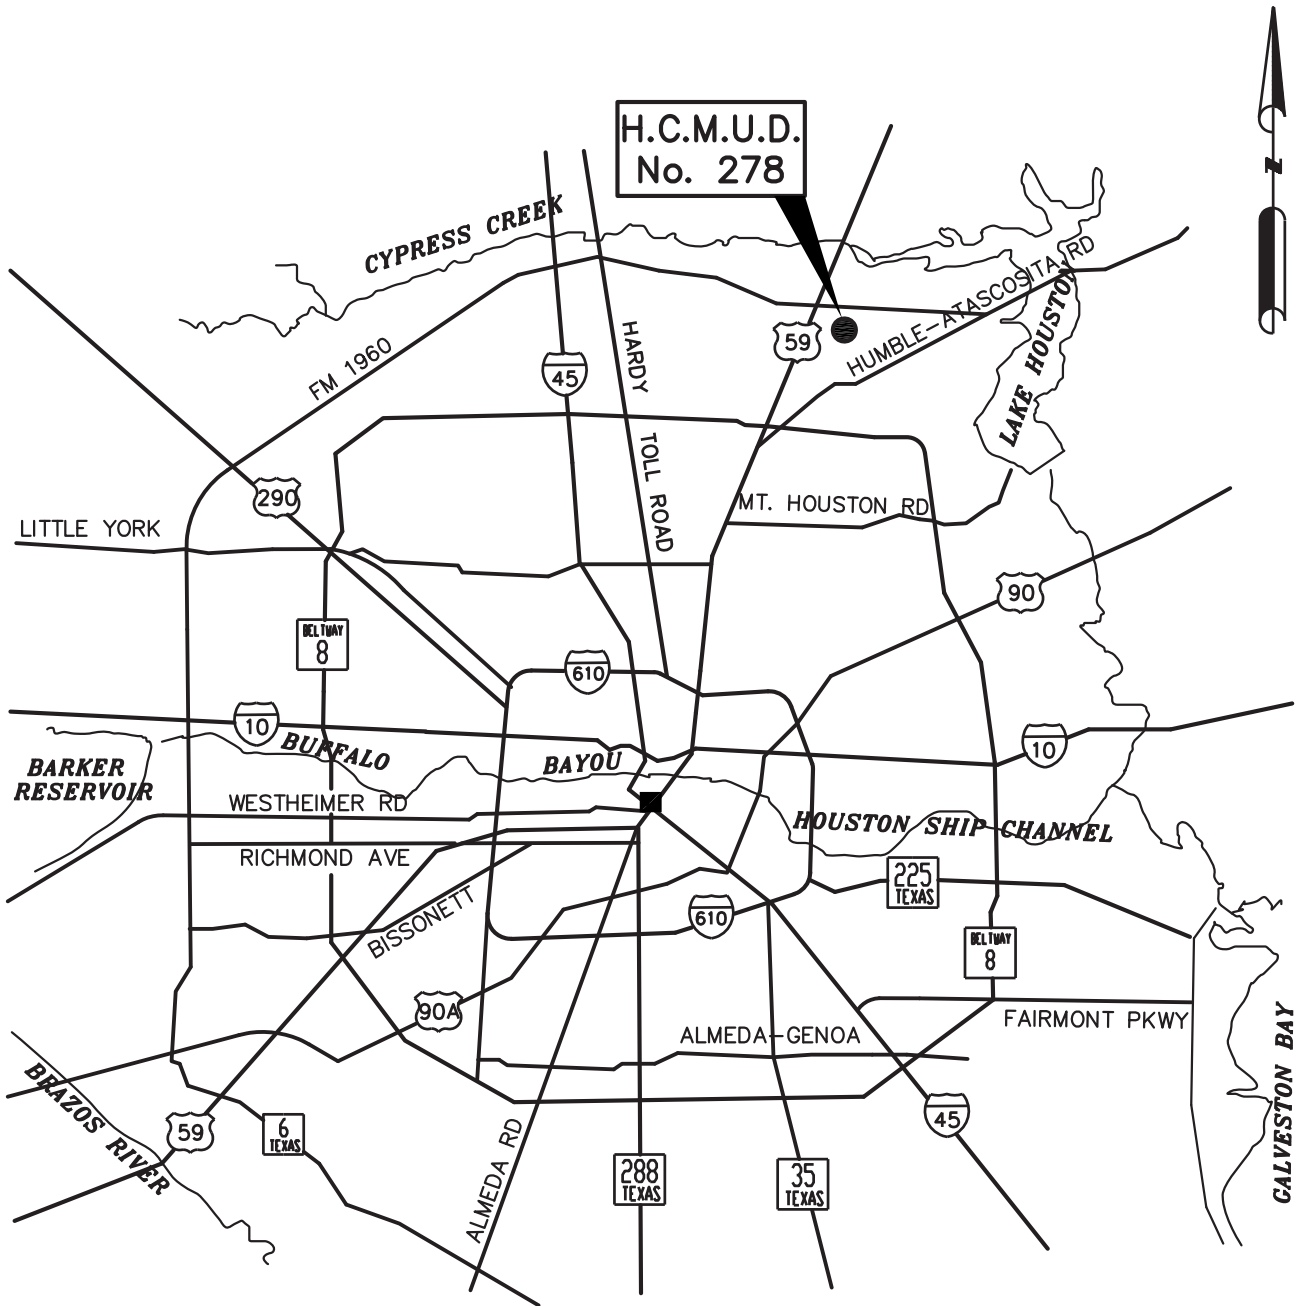 H.C.M.U.D.
No. 278
N
CYPRESS CREEK
HUMBLE-ATASCOSITA RD
LAKE HOUSTON
HARDY TOLL ROAD
59
45
FM 1960
290
MT. HOUSTON RD
LITTLE YORK
90
BELTWAY
8
610
10
10
BUFFALO BAYOU
BARKER
RESERVOIR
WESTHEIMER RD
HOUSTON SHIP CHANNEL
RICHMOND AVE
225
TEXAS
BISSONETT
610
BELTWAY
8
90A
ALMEDA-GENOA
FAIRMONT PKWY
GALVESTON BAY
BRAZOS RIVER
59
6
TEXAS
45
ALMEDA RD
288
TEXAS
35
TEXAS